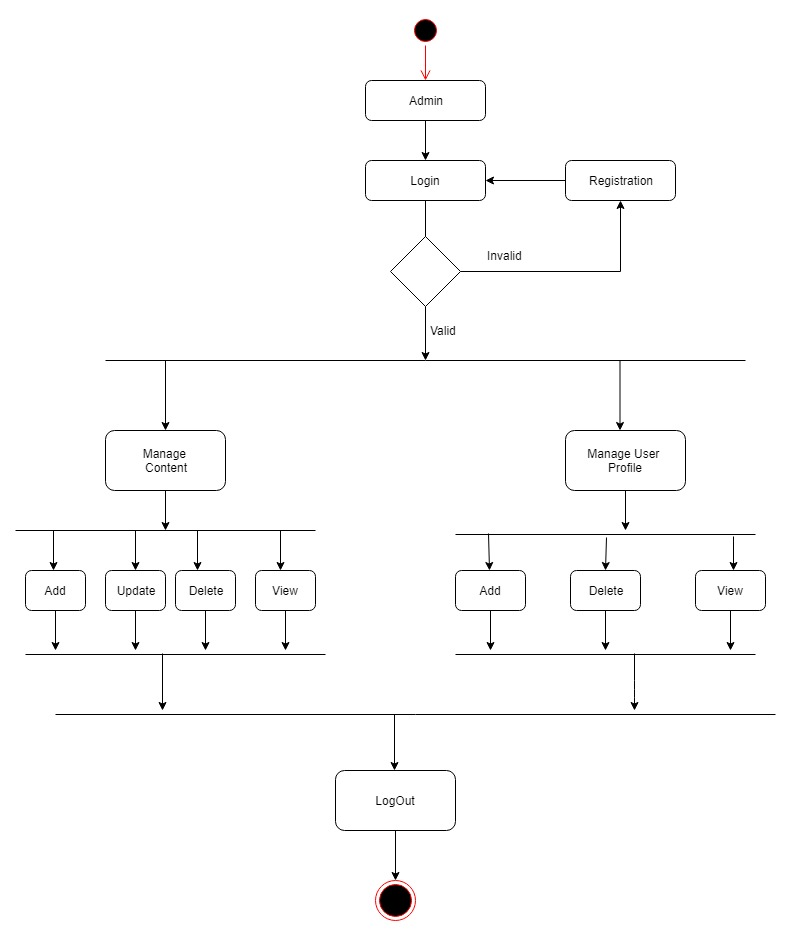 Admin
Login
Registration
Invalid
Valid
Manage
Content
Manage User
Profile
Add
Update
Delete
View
Add
Delete
View
LogOut